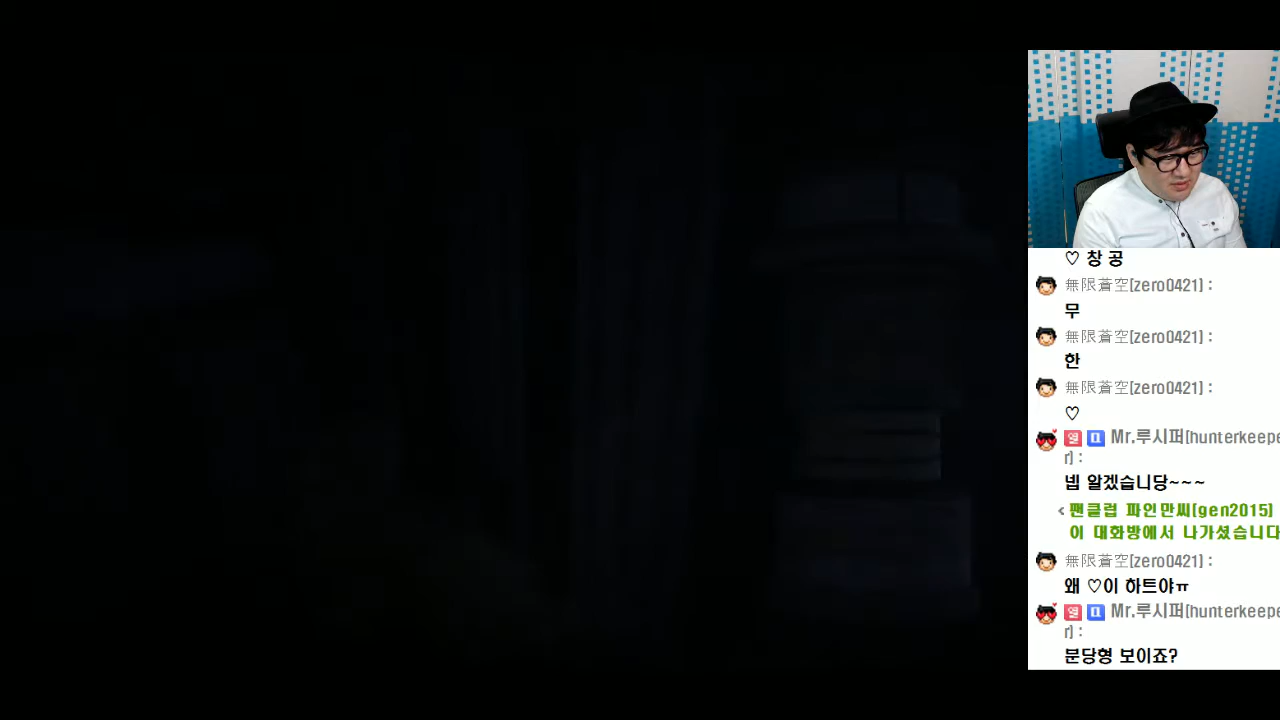 ♡ 창 공
無限蒼空[zero0421] :
무
無限蒼空[zero0421] :
한
無限蒼空[zero0421] :
♡
열 n Mr.루시퍼[hunterkeepe
r] :
넵 알겠습니당~~~
< 팬클럽 파인만씨[gen2015]
이 대화방에서 나가셨습니다
無限蒼空[zero0421] :
왜 ♡이 하트야ㅠ
열 n Mr.루시퍼[hunterkeepe
r] :
분당형 보이죠?